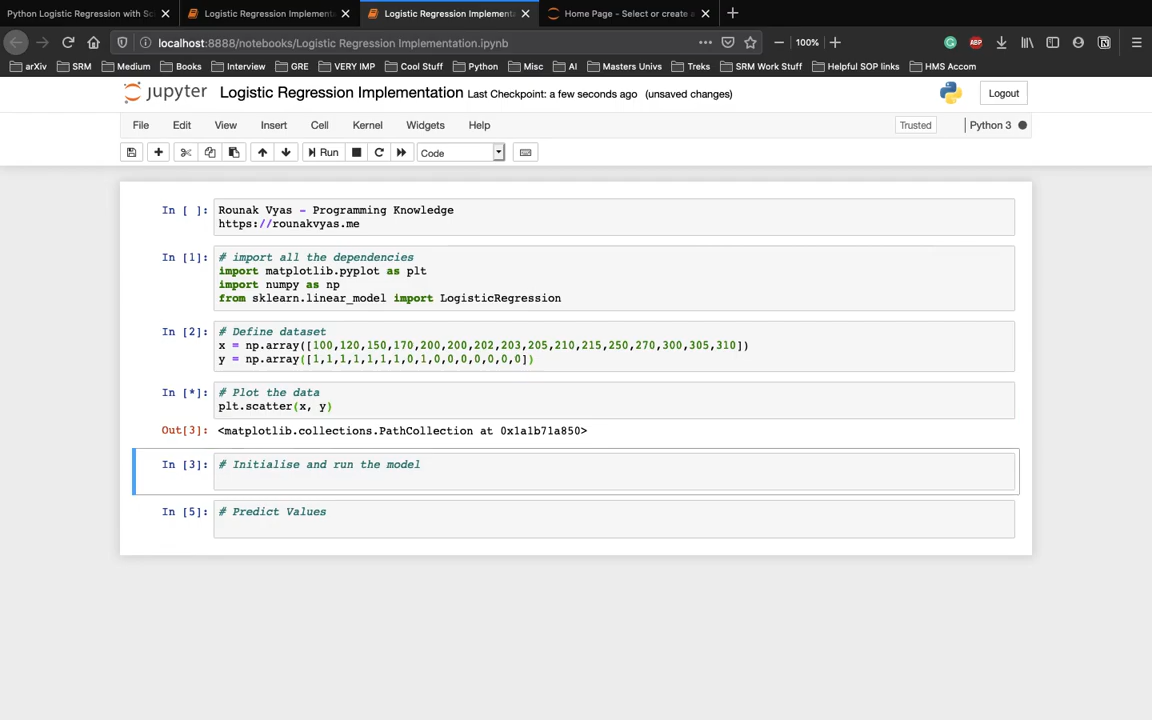 Python Logistic Regression with Sc
Logistic Regression Implementa
Logistic Regression Implementa
Home Page - Select or create a
localhost:8888/notebooks/Logistic Regression Implementation.ipynb
100%
ABP
arXiv
SRM
Medium
Books
Interview
GRE
VERY IMP
Cool Stuff
Python
Misc
AI
Masters Univs
Treks
SRM Work Stuff
Helpful SOP links
HMS Accom
jupyter Logistic Regression Implementation Last Checkpoint: a few seconds ago (unsaved changes)
Logout
File Edit View Insert Cell Kernel Widgets Help
Trusted
Python 3
Run
Code
In [ ]: Rounak Vyas - Programming Knowledge
https://rounakvyas.me
In [1]: # import all the dependencies
import matplotlib.pyplot as plt
import numpy as np
from sklearn.linear_model import LogisticRegression
In [2]: # Define dataset
x = np.array([100,120,150,170,200,200,202,203,205,210,215,250,270,300,305,310])
y = np.array([1,1,1,1,1,1,1,0,1,0,0,0,0,0,0,0])
In [*]: # Plot the data
plt.scatter(x, y)
Out[3]: <matplotlib.collections.PathCollection at 0x1a1b71a850>
In [3]: # Initialise and run the model
In [5]: # Predict Values